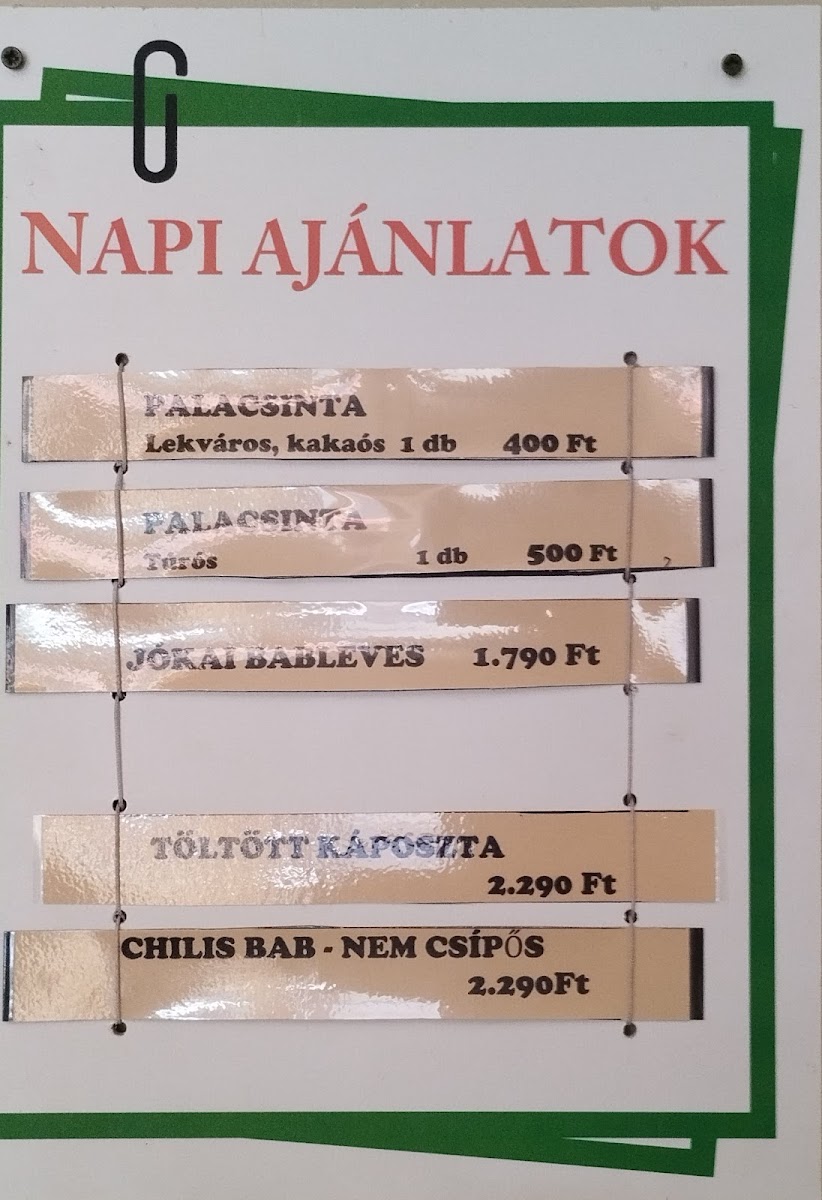 NAPI AJÁNLATOK
PALACSINTA
Lekváros, kakaós 1 db 400 Ft
PALACSINTA
Túrós 1 db 500 Ft
JÓKAI BABLEVES 1.790 Ft
TÖLTÖTT KÁPOSZTA
2.290 Ft
CHILIS BAB - NEM CSÍPŐS
2.290Ft